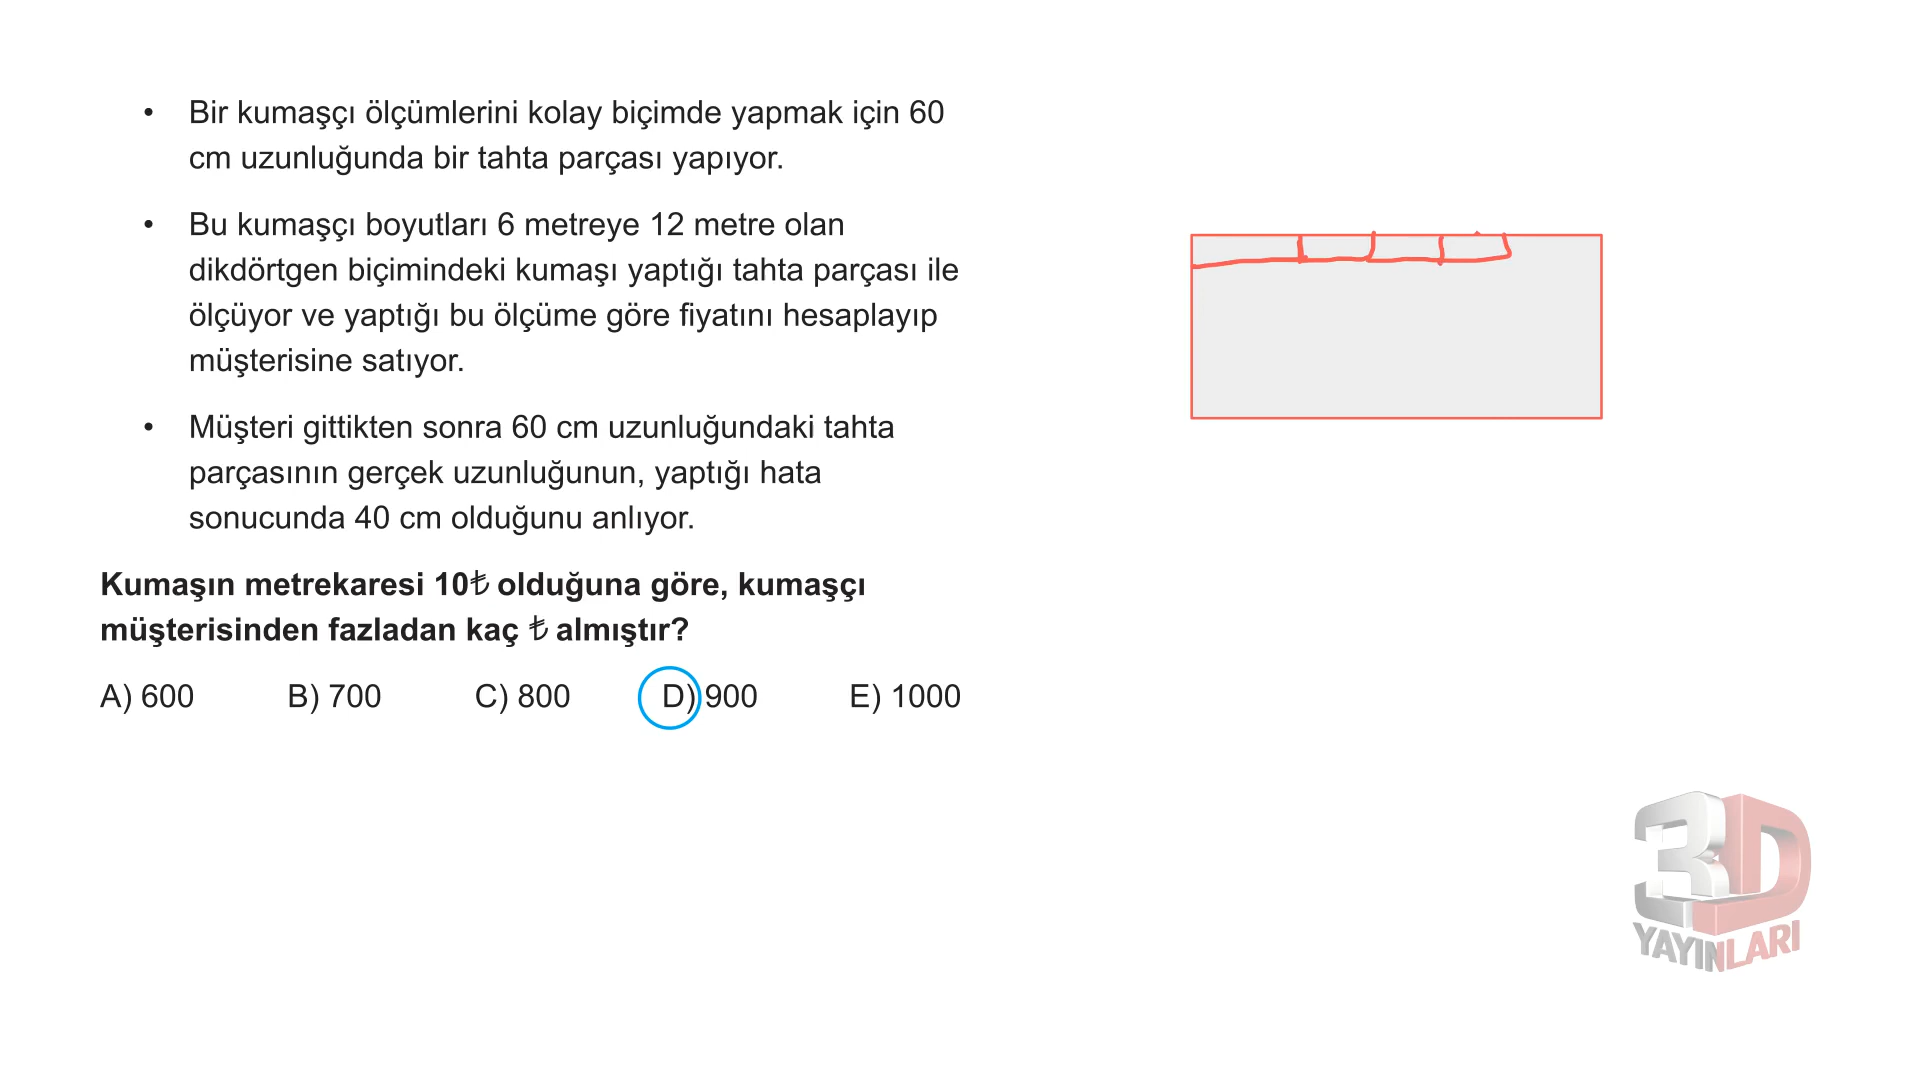 • Bir kumaşçı ölçümlerini kolay biçimde yapmak için 60
cm uzunluğunda bir tahta parçası yapıyor.
• Bu kumaşçı boyutları 6 metreye 12 metre olan
dikdörtgen biçimindeki kumaşı yaptığı tahta parçası ile
ölçüyor ve yaptığı bu ölçüme göre fiyatını hesaplayıp
müşterisine satıyor.
• Müşteri gittikten sonra 60 cm uzunluğundaki tahta
parçasının gerçek uzunluğunun, yaptığı hata
sonucunda 40 cm olduğunu anlıyor.
Kumaşın metrekaresi 10₺ olduğuna göre, kumaşçı
müşterisinden fazladan kaç ₺ almıştır?
A) 600 B) 700 C) 800 D) 900 E) 1000
3D
YAYINLARI